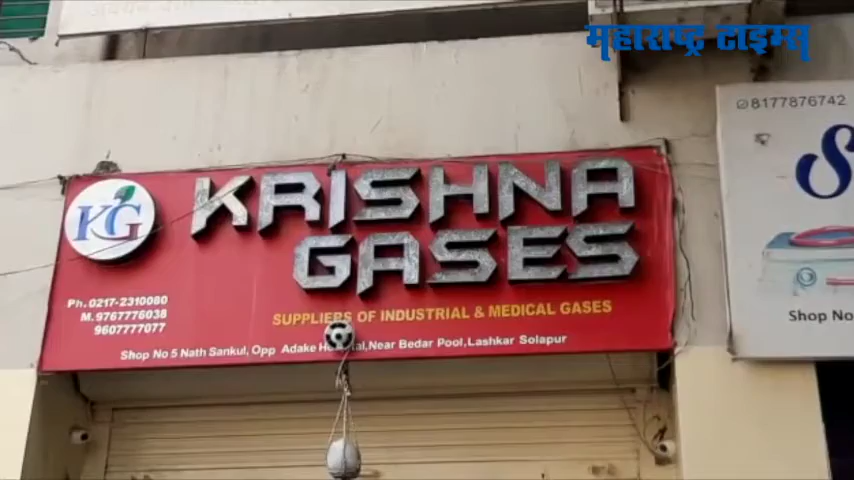 महाराष्ट्र टाइम्स
8177876742
KG
KRISHNA
GASES
SUPPLIERS OF INDUSTRIAL & MEDICAL GASES
Ph.0217-2310080
M.9767776038
9607777077
Shop No 5 Nath Sankul,Opp Adake Hospital,Near Bedar Pool,Lashkar Solapur
S
Shop No